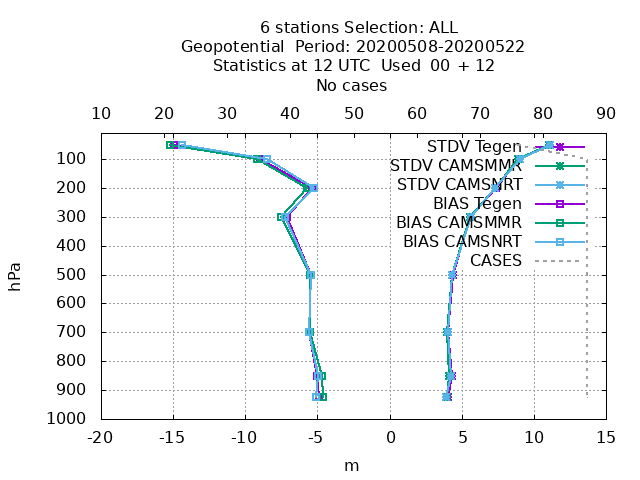 6 stations Selection: ALL
Geopotential  Period: 20200508-20200522
Statistics at 12 UTC  Used  00 + 12
No cases
10 20 30 40 50 60 70 80 90
STDV Tegen
STDV CAMSMMR
STDV CAMSNRT
BIAS Tegen
BIAS CAMSMMR
BIAS CAMSNRT
CASES
100
200
300
400
500
600
700
800
900
1000
hPa
-20 -15 -10 -5 0 5 10 15
m